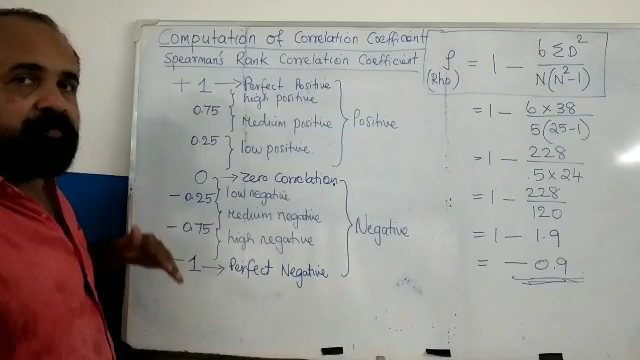 Computation of Correlation Coefficient
Spearman's Rank Correlation Coefficient
+ 1 → Perfect Positive
high positive
0.75
Medium positive
Positive
0.25
low positive
0 → Zero Correlation
- 0.25
low negative
Medium negative
- 0.75
Negative
high negative
- 1 → Perfect Negative
ρ = 1 - 6 Σ D² / N(N²-1)
(Rho)
= 1 - 6 × 38 / 5(25-1)
= 1 - 228 / 5 × 24
= 1 - 228 / 120
= 1 - 1.9
= - 0.9